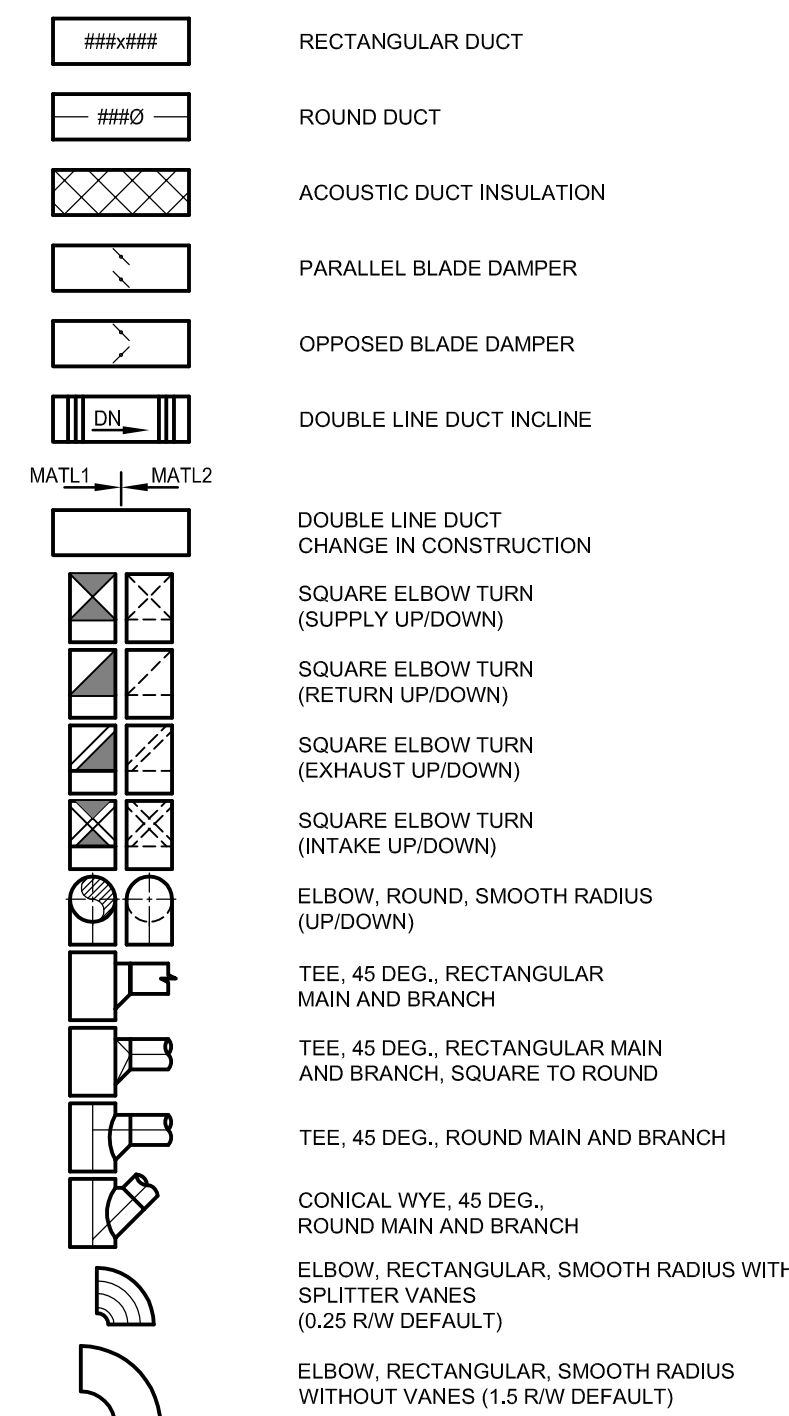 ###x###
RECTANGULAR DUCT
###Ø
ROUND DUCT
ACOUSTIC DUCT INSULATION
PARALLEL BLADE DAMPER
OPPOSED BLADE DAMPER
DN
DOUBLE LINE DUCT INCLINE
MATL1 MATL2
DOUBLE LINE DUCT
CHANGE IN CONSTRUCTION
SQUARE ELBOW TURN
(SUPPLY UP/DOWN)
SQUARE ELBOW TURN
(RETURN UP/DOWN)
SQUARE ELBOW TURN
(EXHAUST UP/DOWN)
SQUARE ELBOW TURN
(INTAKE UP/DOWN)
ELBOW, ROUND, SMOOTH RADIUS
(UP/DOWN)
TEE, 45 DEG., RECTANGULAR
MAIN AND BRANCH
TEE, 45 DEG., RECTANGULAR MAIN
AND BRANCH, SQUARE TO ROUND
TEE, 45 DEG., ROUND MAIN AND BRANCH
CONICAL WYE, 45 DEG.,
ROUND MAIN AND BRANCH
ELBOW, RECTANGULAR, SMOOTH RADIUS WITH
SPLITTER VANES
(0.25 R/W DEFAULT)
ELBOW, RECTANGULAR, SMOOTH RADIUS
WITHOUT VANES (1.5 R/W DEFAULT)